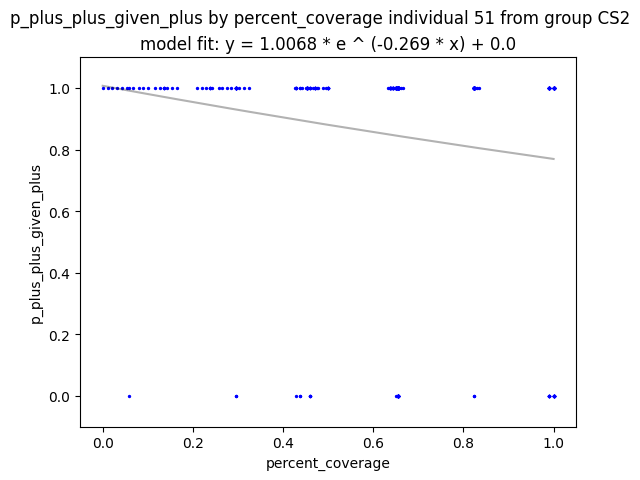 p_plus_plus_given_plus by percent_coverage individual 51 from group CS2
model fit: y = 1.0068 * e ^ (-0.269 * x) + 0.0
1.0
0.8
0.6
0.4
0.2
0.0
p_plus_plus_given_plus
0.0 0.2 0.4 0.6 0.8 1.0
percent_coverage